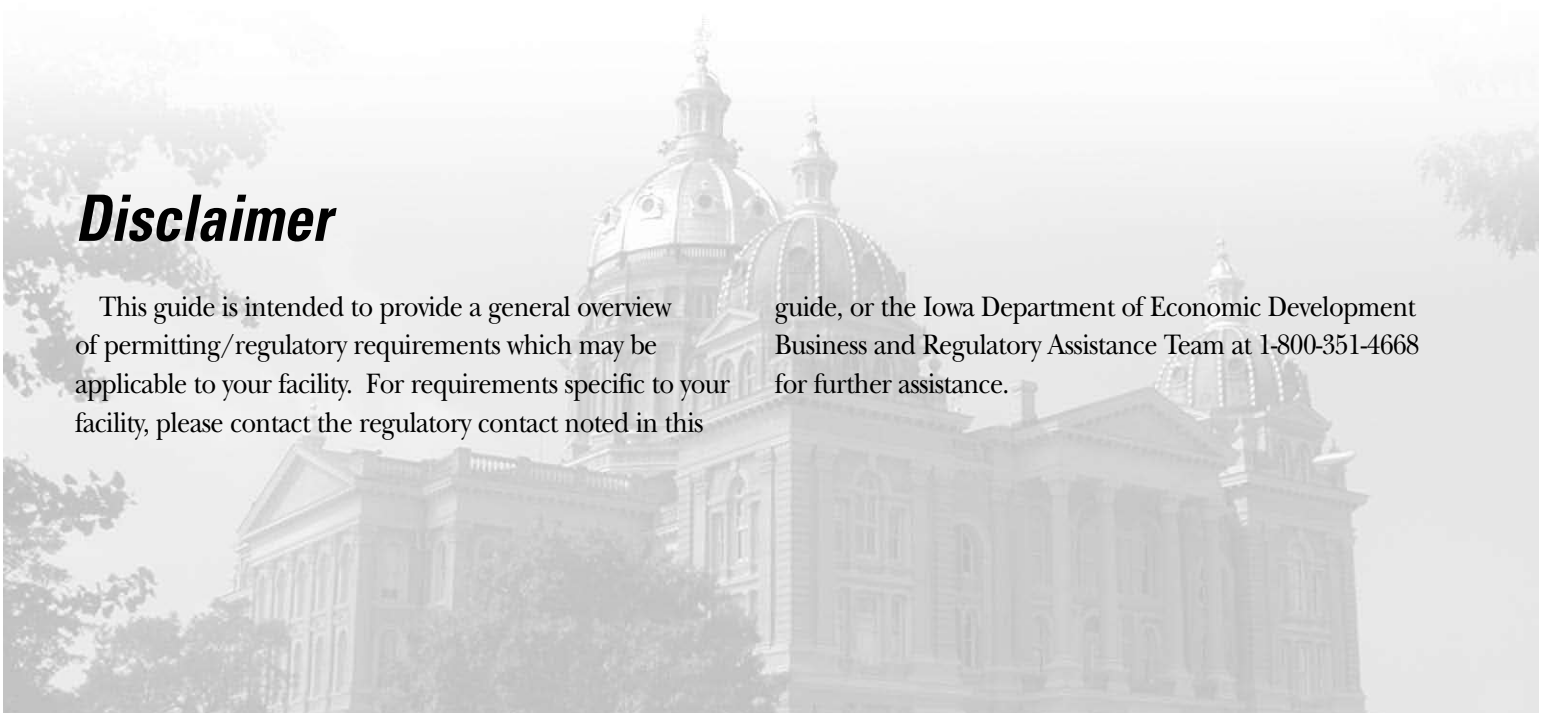 Disclaimer
This guide is intended to provide a general overview
of permitting/regulatory requirements which may be
applicable to your facility.  For requirements specific to your
facility, please contact the regulatory contact noted in this
guide, or the Iowa Department of Economic Development
Business and Regulatory Assistance Team at 1-800-351-4668
for further assistance.